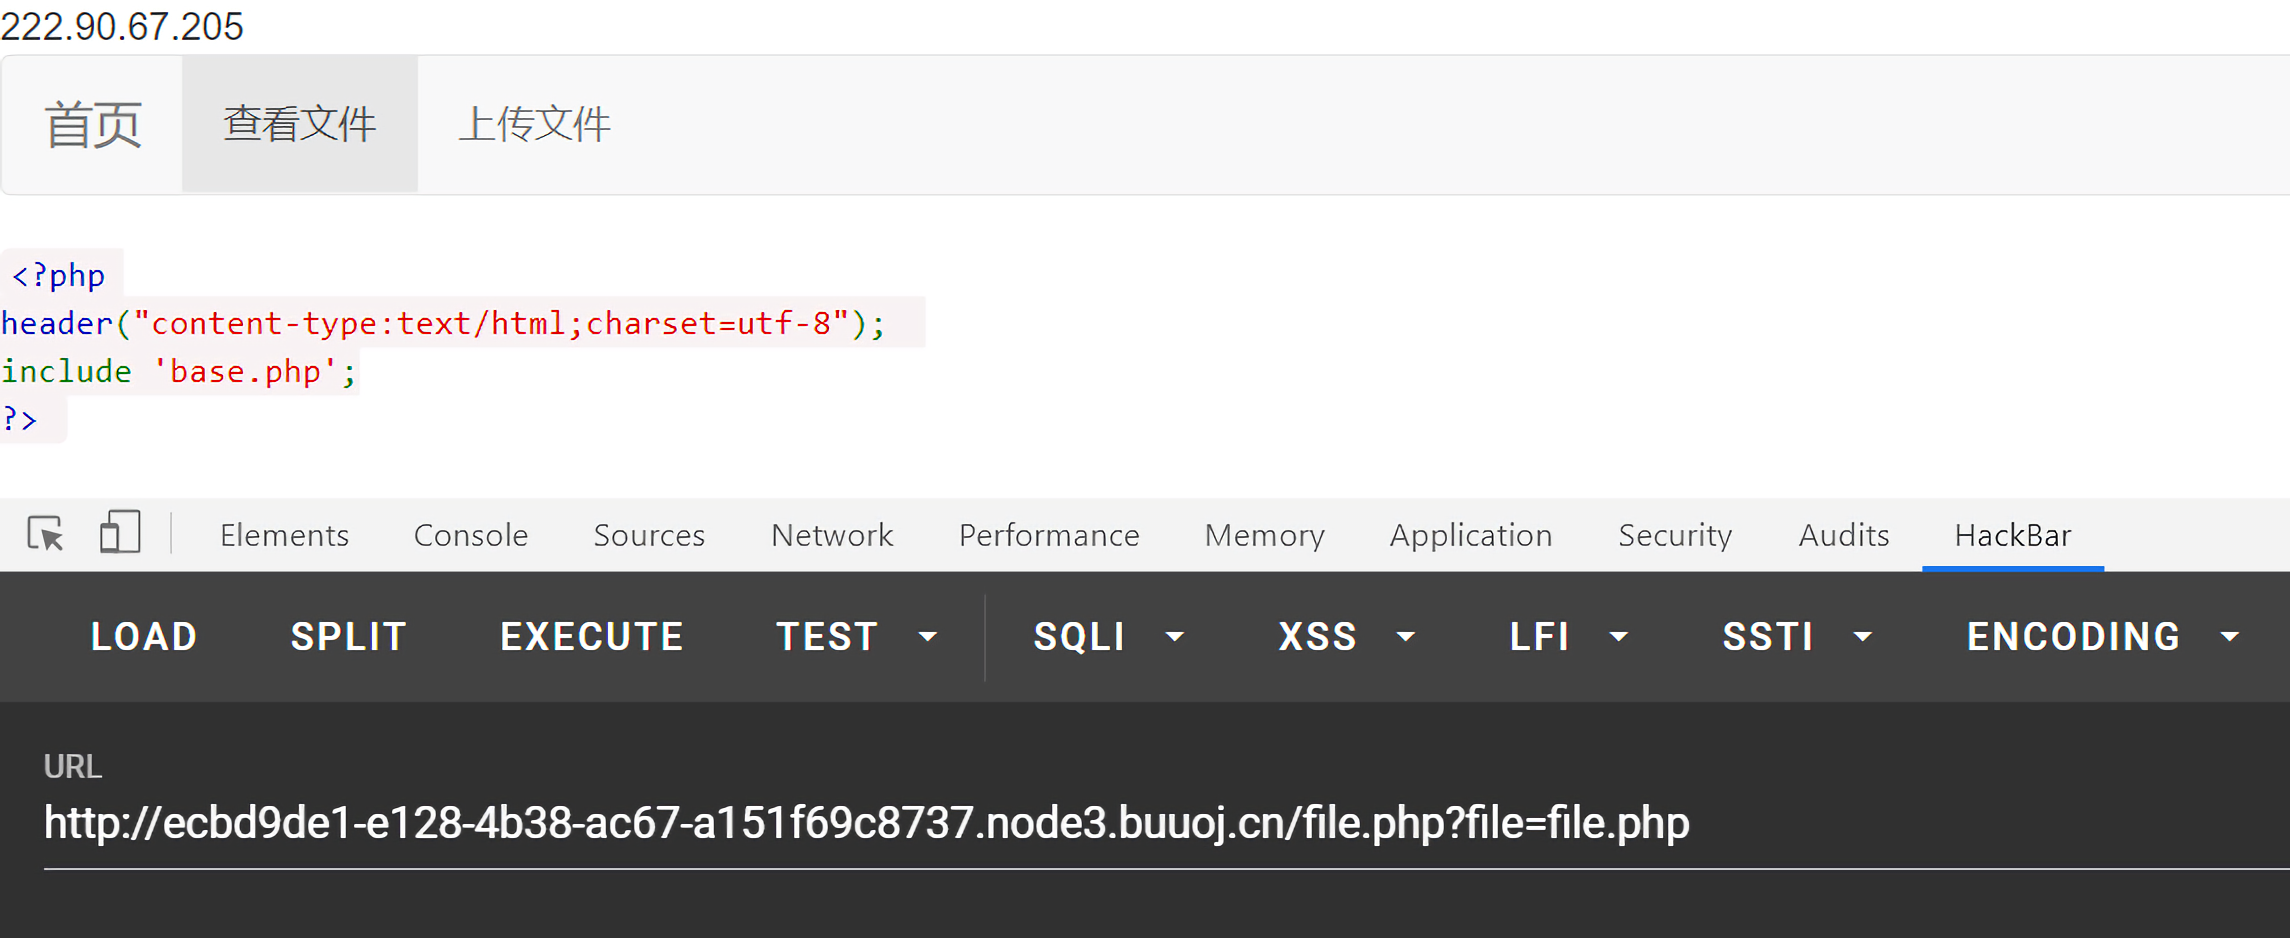 222.90.67.205
首页 查看文件 上传文件
<?php
header("content-type:text/html;charset=utf-8");
include 'base.php';
?>
Elements Console Sources Network Performance Memory Application Security Audits HackBar
LOAD SPLIT EXECUTE TEST SQLI XSS LFI SSTI ENCODING
URL
http://ecbd9de1-e128-4b38-ac67-a151f69c8737.node3.buuoj.cn/file.php?file=file.php